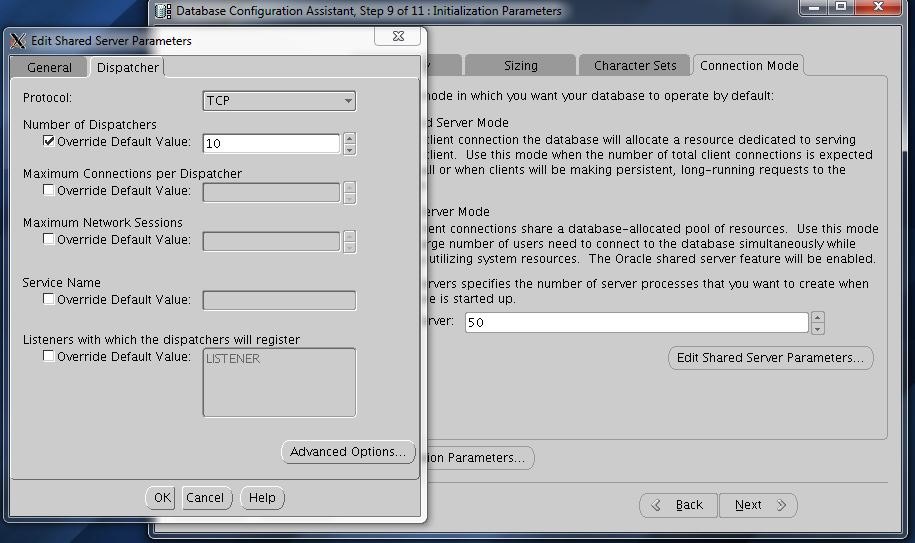 Database Configuration Assistant, Step 9 of 11 : Initialization Parameters
Edit Shared Server Parameters
General
Dispatcher
Protocol:
TCP
Number of Dispatchers
Override Default Value:
10
Maximum Connections per Dispatcher
Override Default Value:
Maximum Network Sessions
Override Default Value:
Service Name
Override Default Value:
Listeners with which the dispatchers will register
Override Default Value:
LISTENER
Advanced Options...
OK
Cancel
Help
Sizing
Character Sets
Connection Mode
mode in which you want your database to operate by default:
Server Mode
client connection the database will allocate a resource dedicated to serving
client. Use this mode when the number of total client connections is expected
or when clients will be making persistent, long-running requests to the
Server Mode
connections share a database-allocated pool of resources. Use this mode
number of users need to connect to the database simultaneously while
utilizing system resources. The Oracle shared server feature will be enabled.
specifies the number of server processes that you want to create when
is started up.
50
Edit Shared Server Parameters...
Parameters...
Back
Next